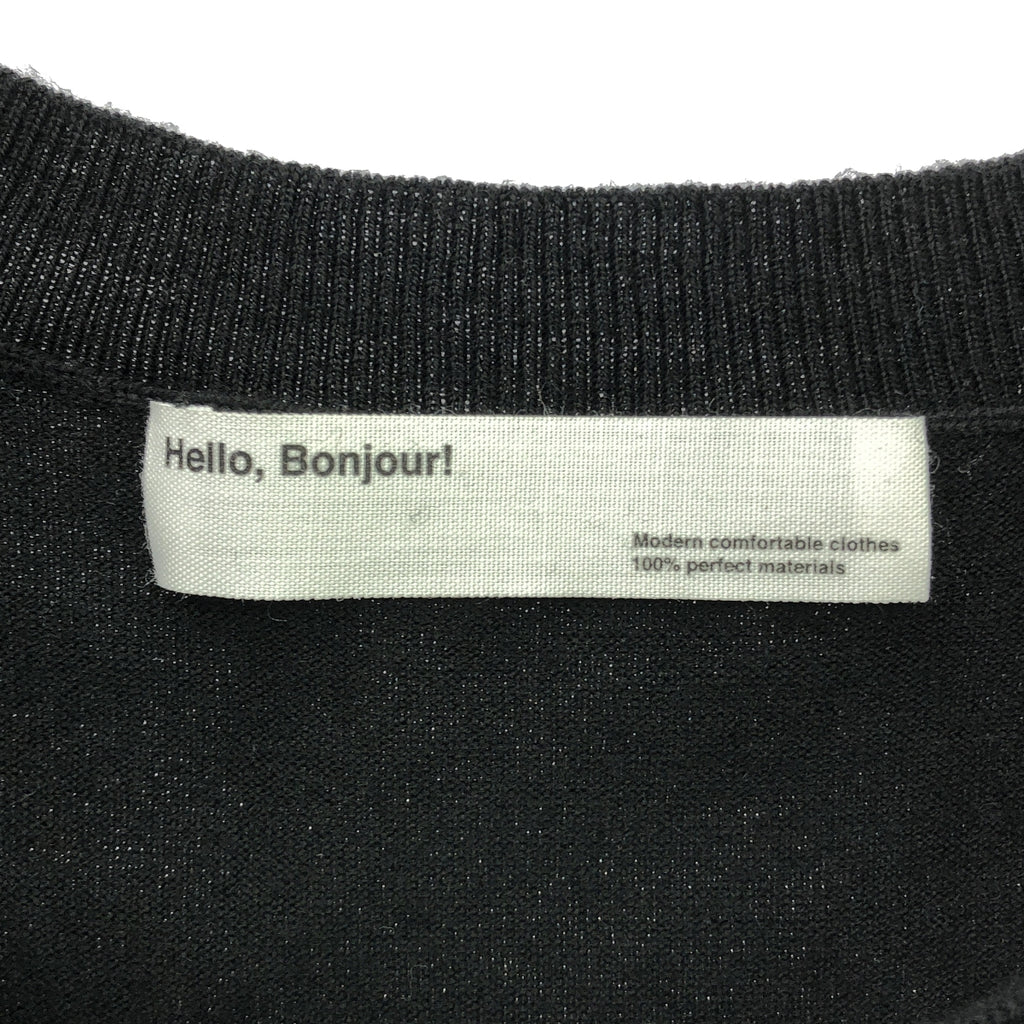 Hello, Bonjour!
Modern comfortable clothes
100% perfect materials